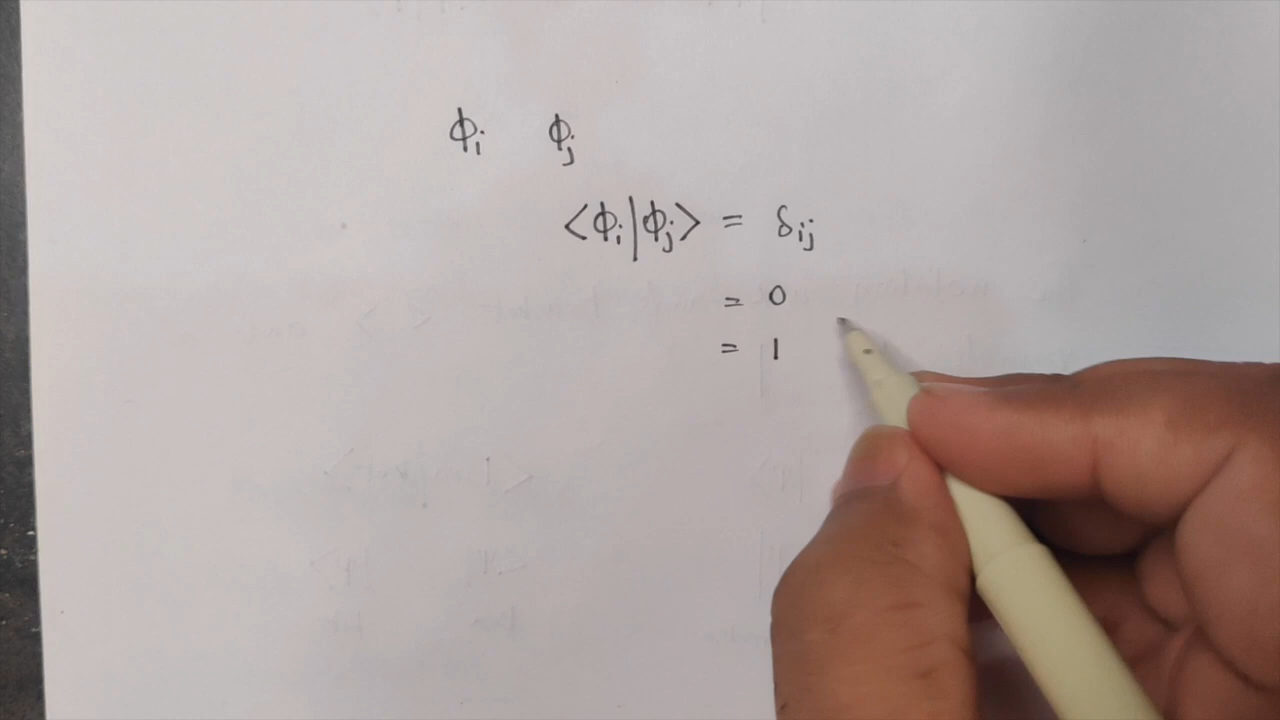 ϕᵢ ϕⱼ
<ϕᵢ|ϕⱼ> = δᵢⱼ
= 0
= 1